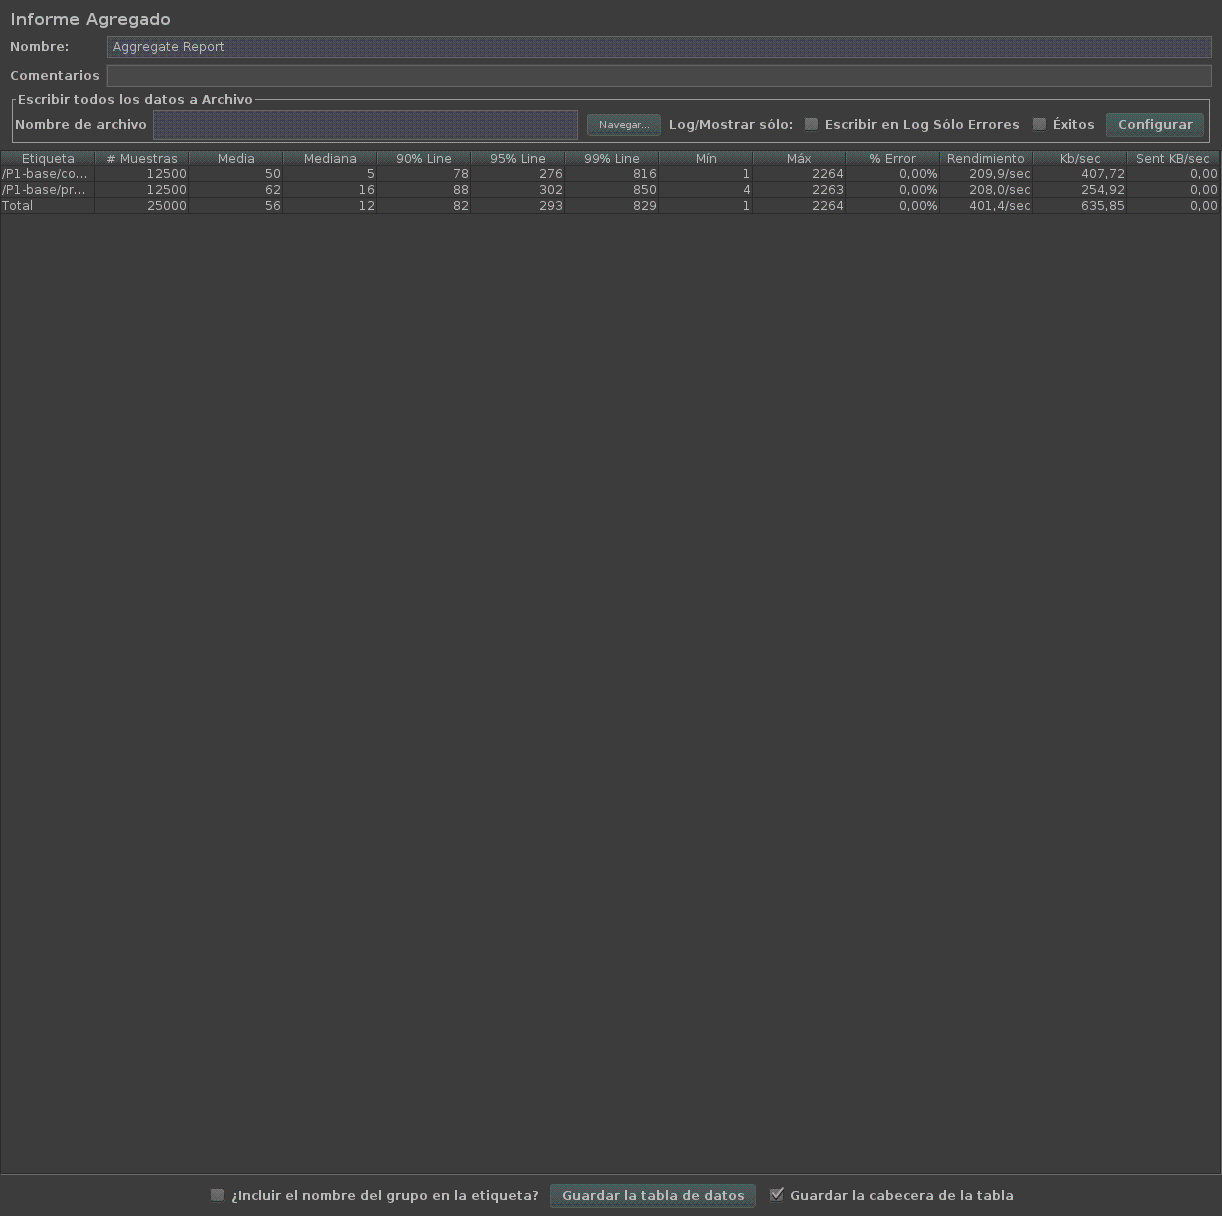 Informe Agregado
Nombre: Aggregate Report
Comentarios
Escribir todos los datos a Archivo
Nombre de archivo Navegar... Log/Mostrar sólo: Escribir en Log Sólo Errores Éxitos Configurar
Etiqueta # Muestras Media Mediana 90% Line 95% Line 99% Line Mín Máx % Error Rendimiento Kb/sec Sent KB/sec
/P1-base/co... 12500 50 5 78 276 816 1 2264 0,00% 209,9/sec 407,72 0,00
/P1-base/pr... 12500 62 16 88 302 850 4 2263 0,00% 208,0/sec 254,92 0,00
Total 25000 56 12 82 293 829 1 2264 0,00% 401,4/sec 635,85 0,00
¿Incluir el nombre del grupo en la etiqueta? Guardar la tabla de datos Guardar la cabecera de la tabla